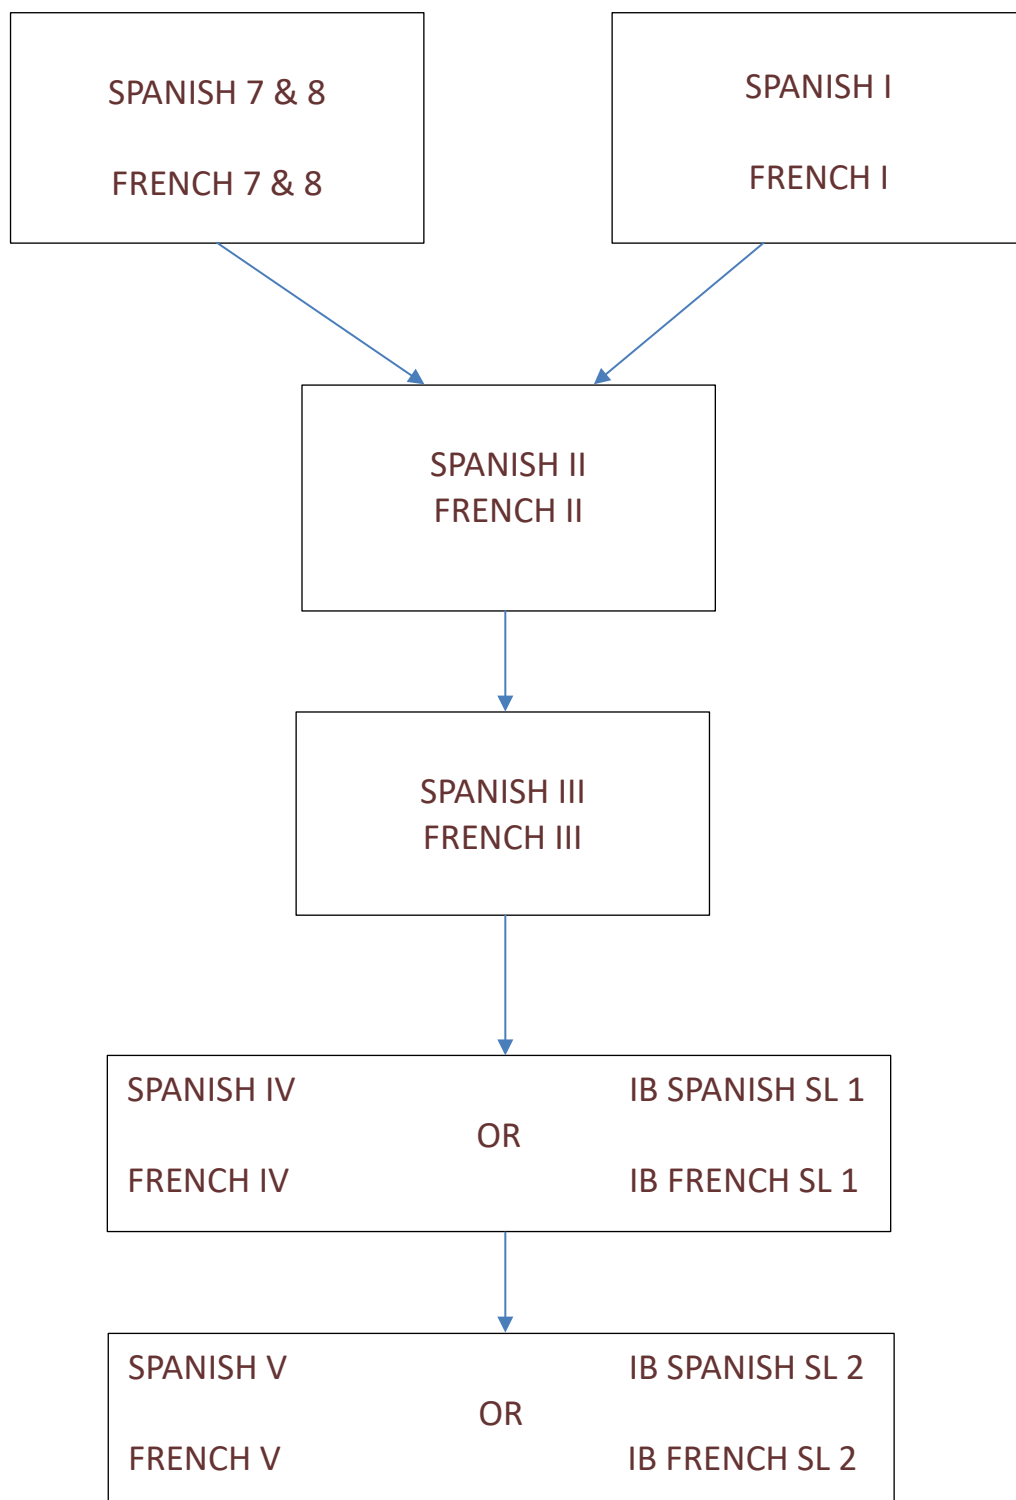 SPANISH 7 & 8
FRENCH 7 & 8
SPANISH I
FRENCH I
SPANISH II
FRENCH II
SPANISH III
FRENCH III
SPANISH IV IB SPANISH SL 1
OR
FRENCH IV IB FRENCH SL 1
SPANISH V IB SPANISH SL 2
OR
FRENCH V IB FRENCH SL 2